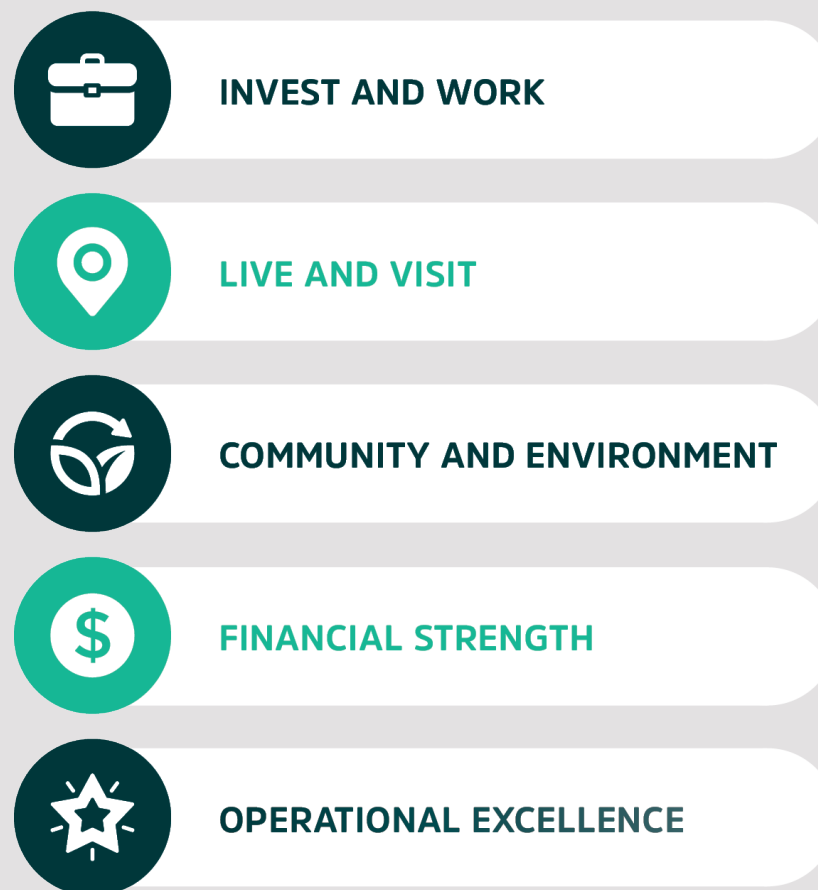 INVEST AND WORK
LIVE AND VISIT
COMMUNITY AND ENVIRONMENT
$
FINANCIAL STRENGTH
OPERATIONAL EXCELLENCE